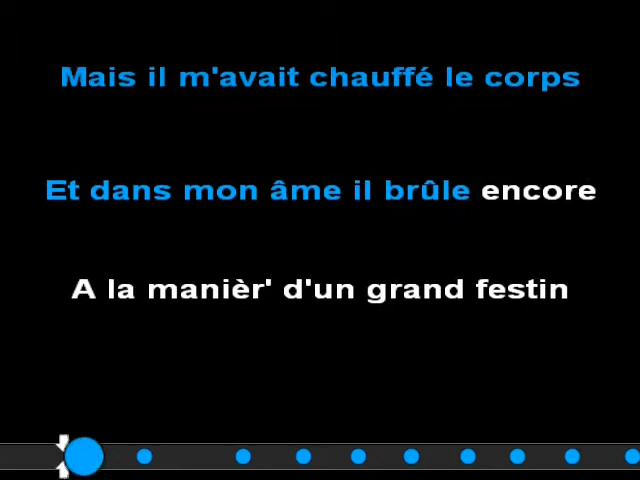 Mais il m'avait chauffé le corps
Et dans mon âme il brûle encore
A la manièr' d'un grand festin